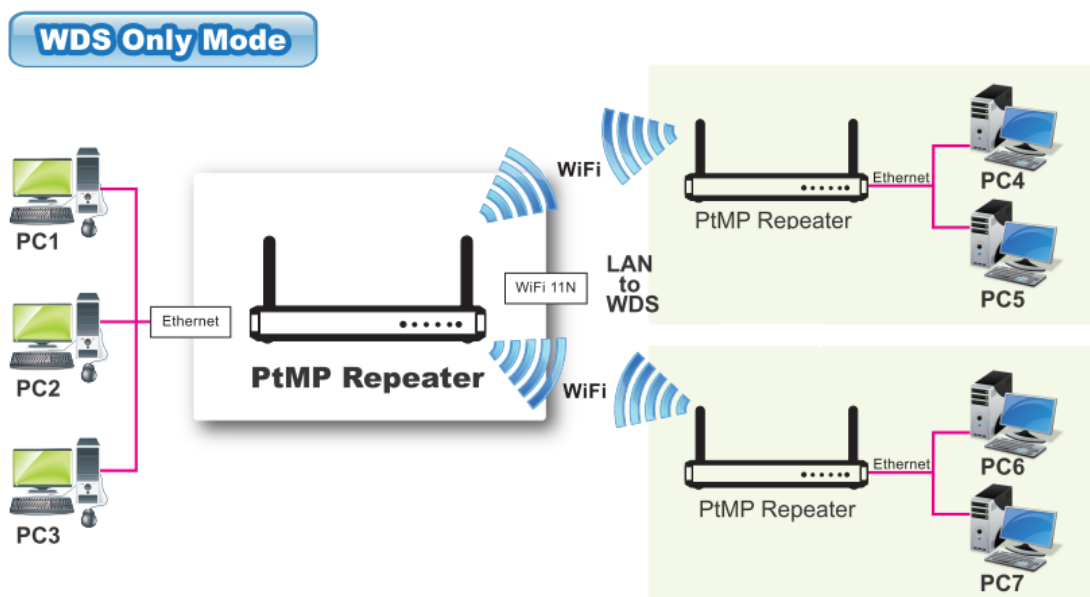 WDS Only Mode
PC1
PC2
PC3
Ethernet
PtMP Repeater
WiFi 11N
WiFi
WiFi
LAN
to
WDS
PtMP Repeater
Ethernet
PC4
PC5
PtMP Repeater
Ethernet
PC6
PC7